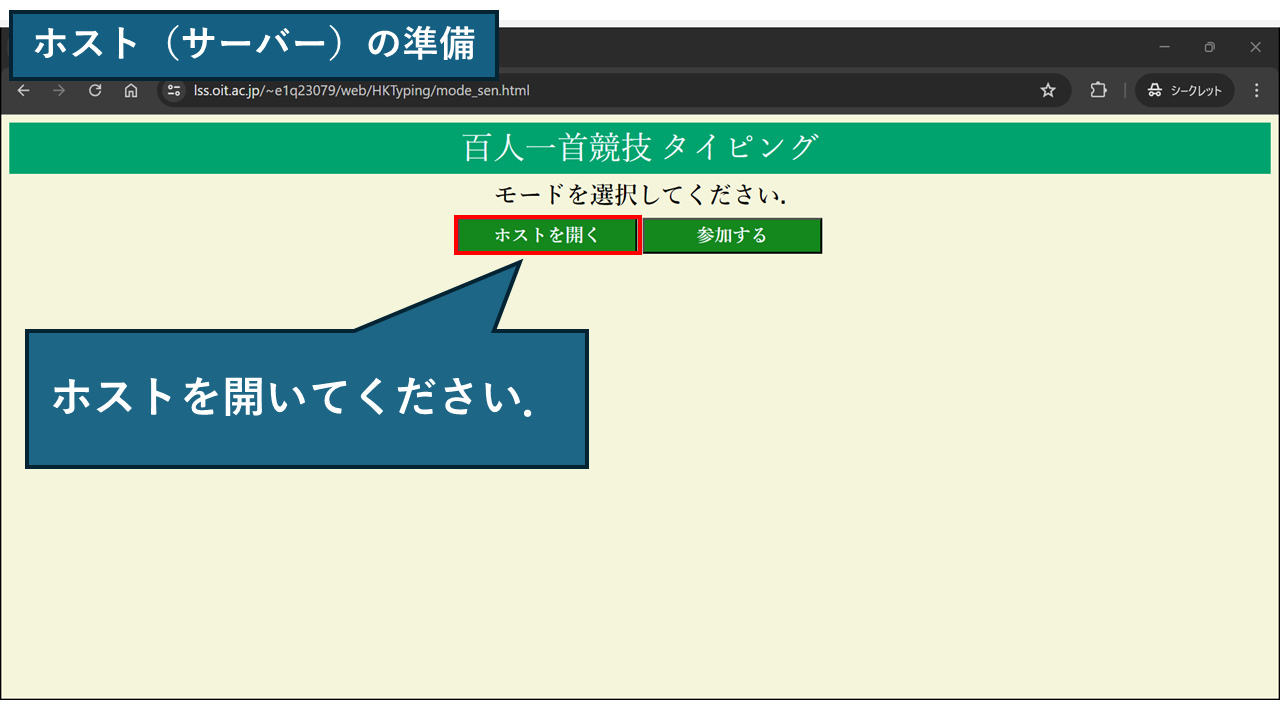 ホスト（サーバー）の準備
lss.oit.ac.jp/~e1q23079/web/HKTyping/mode_sen.html
シークレット
百人一首競技 タイピング
モードを選択してください.
ホストを開く 参加する
ホストを開いてください.